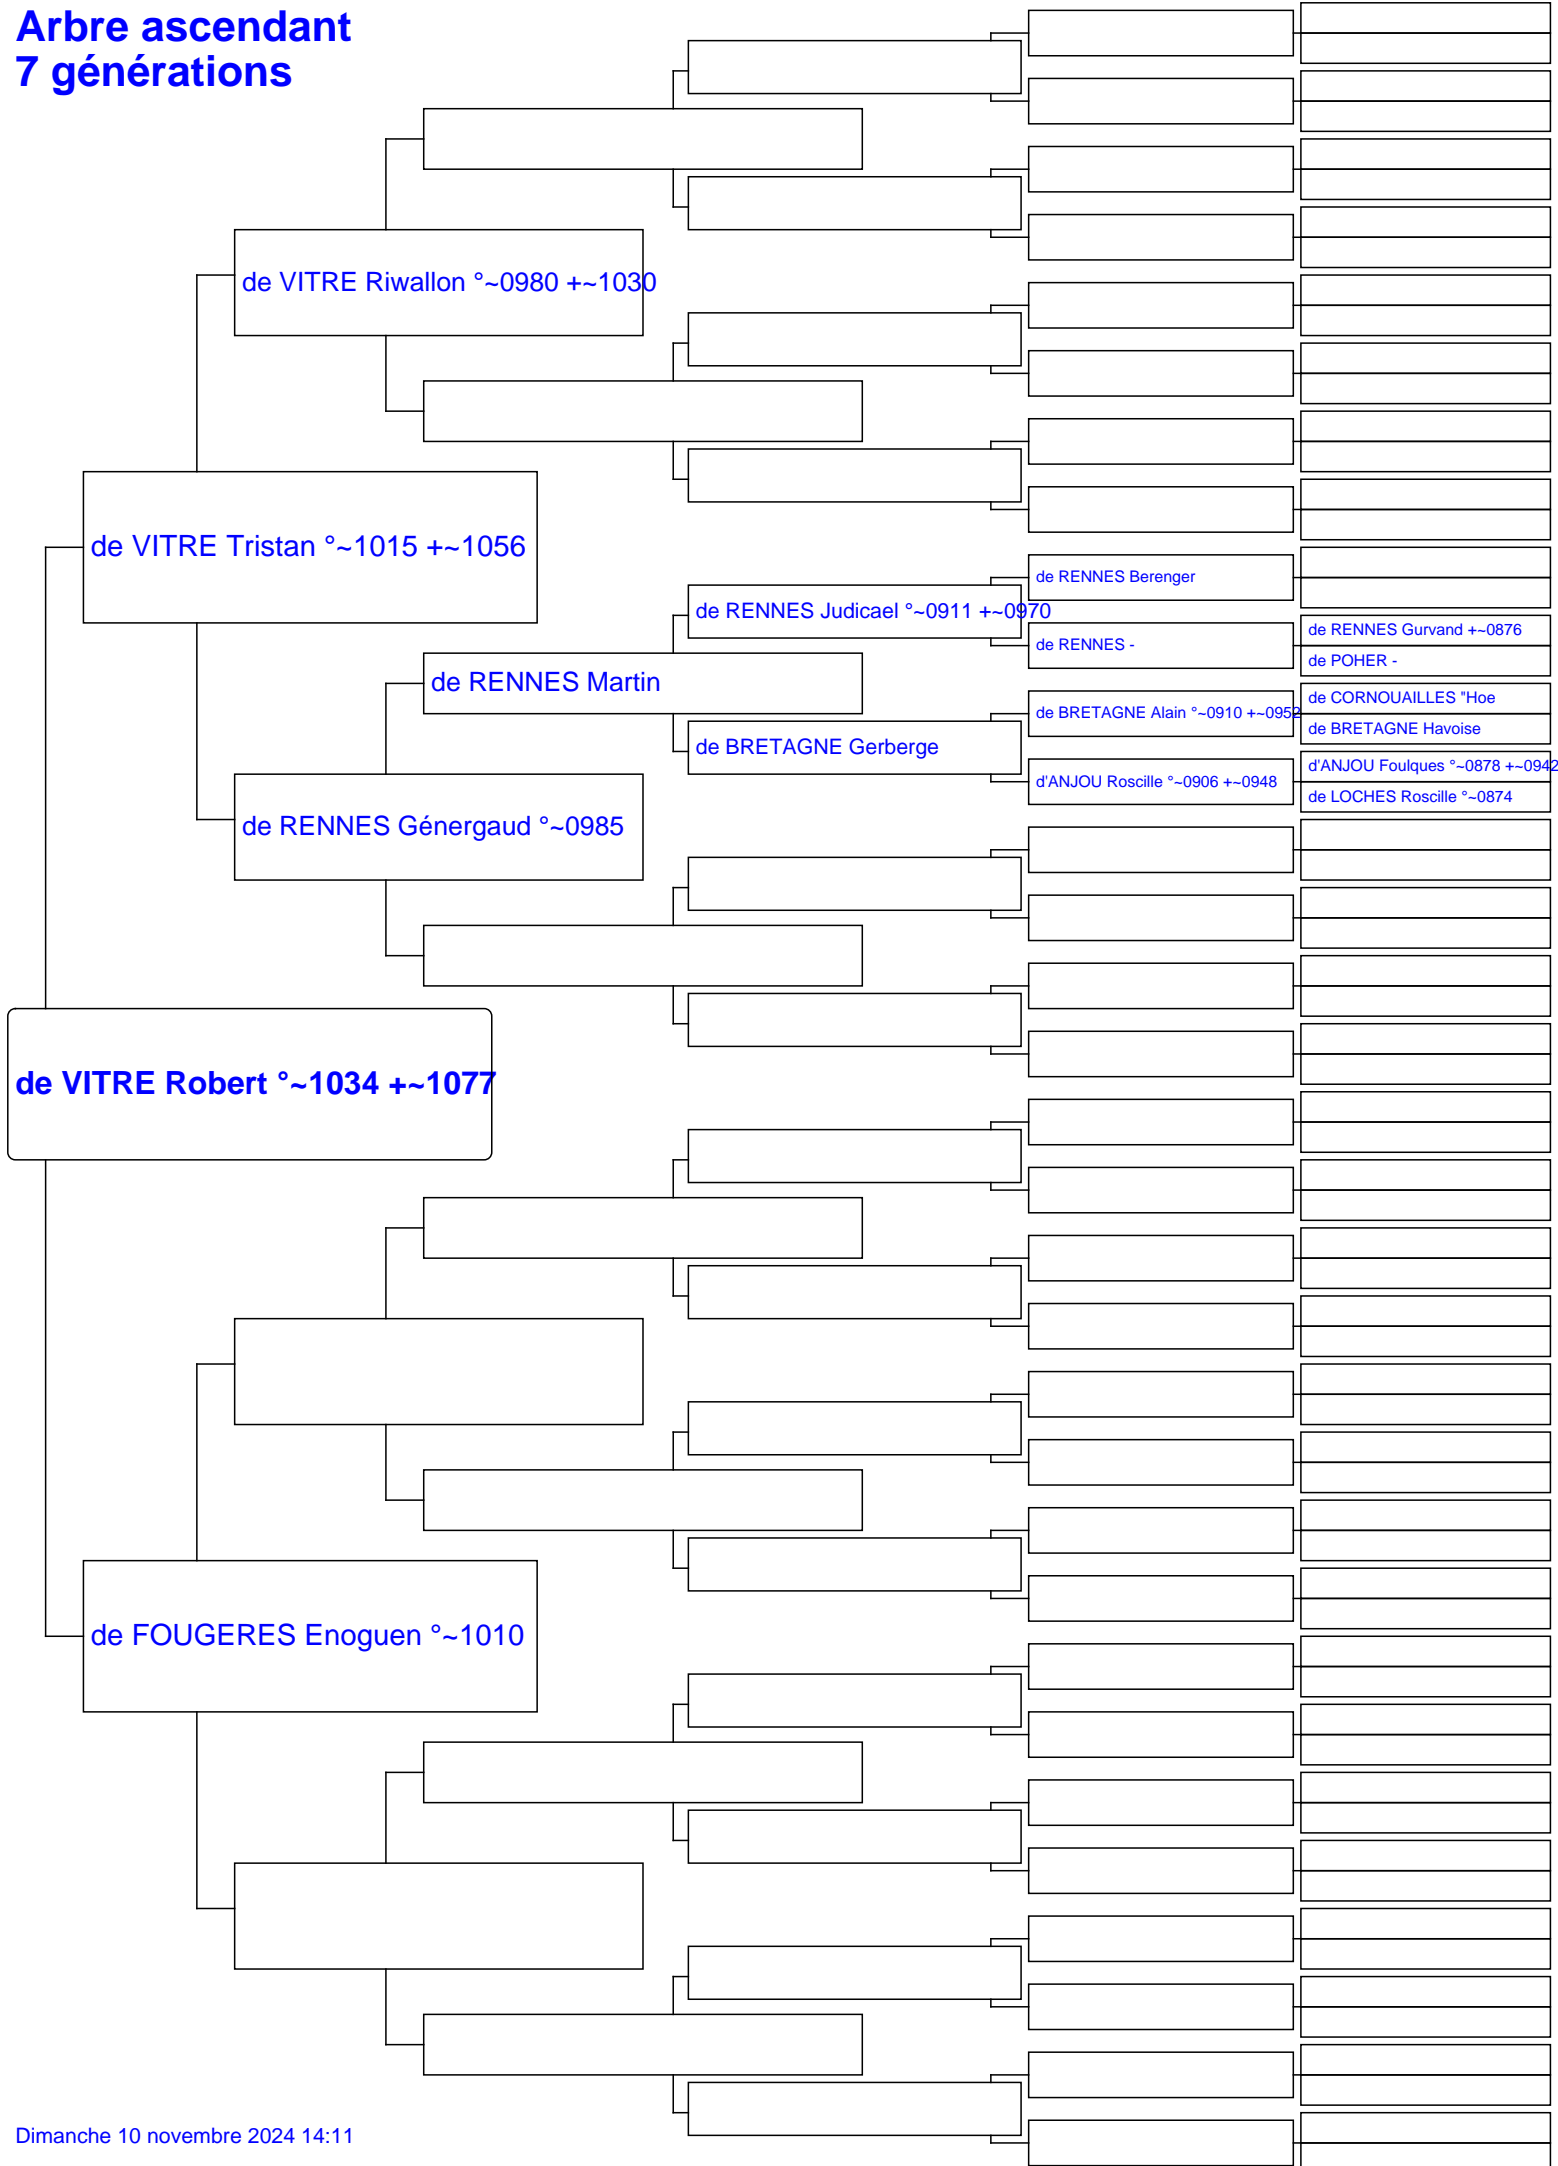 Arbre ascendant
7 générations
de VITRE Riwallon °~0980 +~1030
de VITRE Tristan °~1015 +~1056
de RENNES Berenger
de RENNES Judicael °~0911 +~0970
de RENNES Gurvand +~0876
de RENNES -
de POHER -
de RENNES Martin
de CORNOUAILLES "Hoe
de BRETAGNE Alain °~0910 +~0952
de BRETAGNE Havoise
de BRETAGNE Gerberge
d'ANJOU Foulques °~0878 +~0942
d'ANJOU Roscille °~0906 +~0948
de LOCHES Roscille °~0874
de RENNES Génergaud °~0985
de VITRE Robert °~1034 +~1077
de FOUGERES Enoguen °~1010
Dimanche 10 novembre 2024 14:11